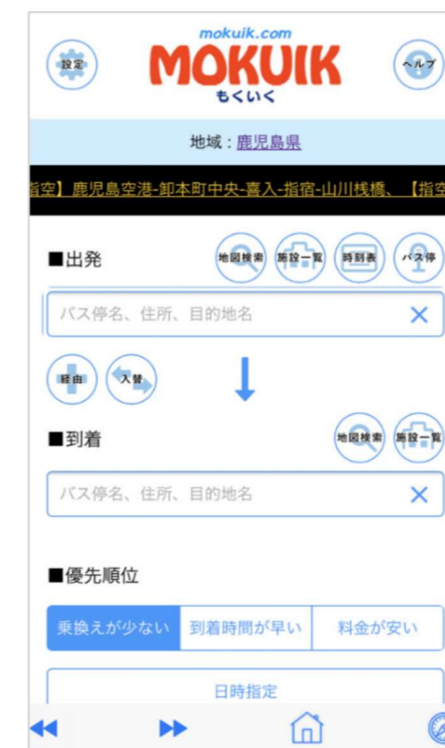 mokuik.com
設定
MOKUIK
ヘルプ
もくいく
地域：鹿児島県
指空】鹿児島空港-卸本町中央-喜入-指宿-山川桟橋、【指空
■出発
地図検索
施設一覧
時刻表
バス停
バス停名、住所、目的地名
経由
入替
■到着
地図検索
施設一覧
バス停名、住所、目的地名
■優先順位
乗換えが少ない
到着時間が早い
料金が安い
日時指定